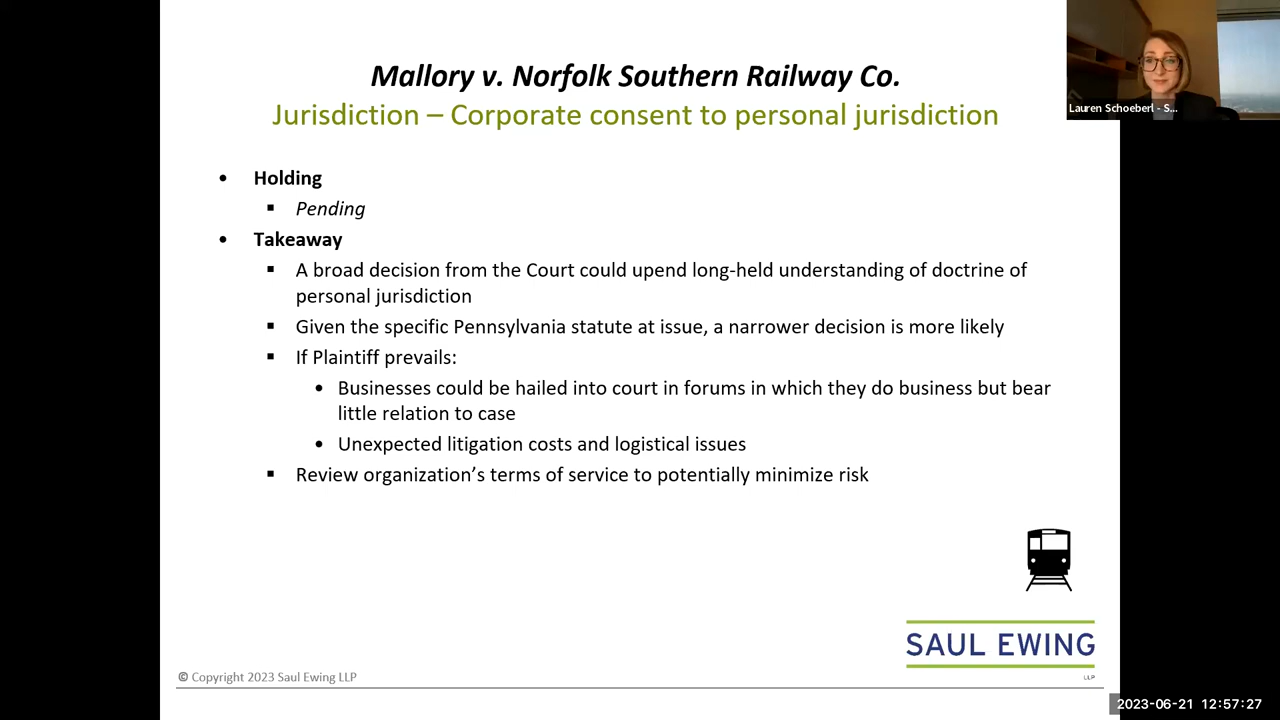 Mallory v. Norfolk Southern Railway Co.
Jurisdiction – Corporate consent to personal jurisdiction
Lauren Schoeberl - S...
• Holding
▪ Pending
• Takeaway
▪ A broad decision from the Court could upend long-held understanding of doctrine of
personal jurisdiction
▪ Given the specific Pennsylvania statute at issue, a narrower decision is more likely
▪ If Plaintiff prevails:
• Businesses could be hailed into court in forums in which they do business but bear
little relation to case
• Unexpected litigation costs and logistical issues
▪ Review organization’s terms of service to potentially minimize risk
SAUL EWING
LLP
© Copyright 2023 Saul Ewing LLP
2023-06-21 12:57:27